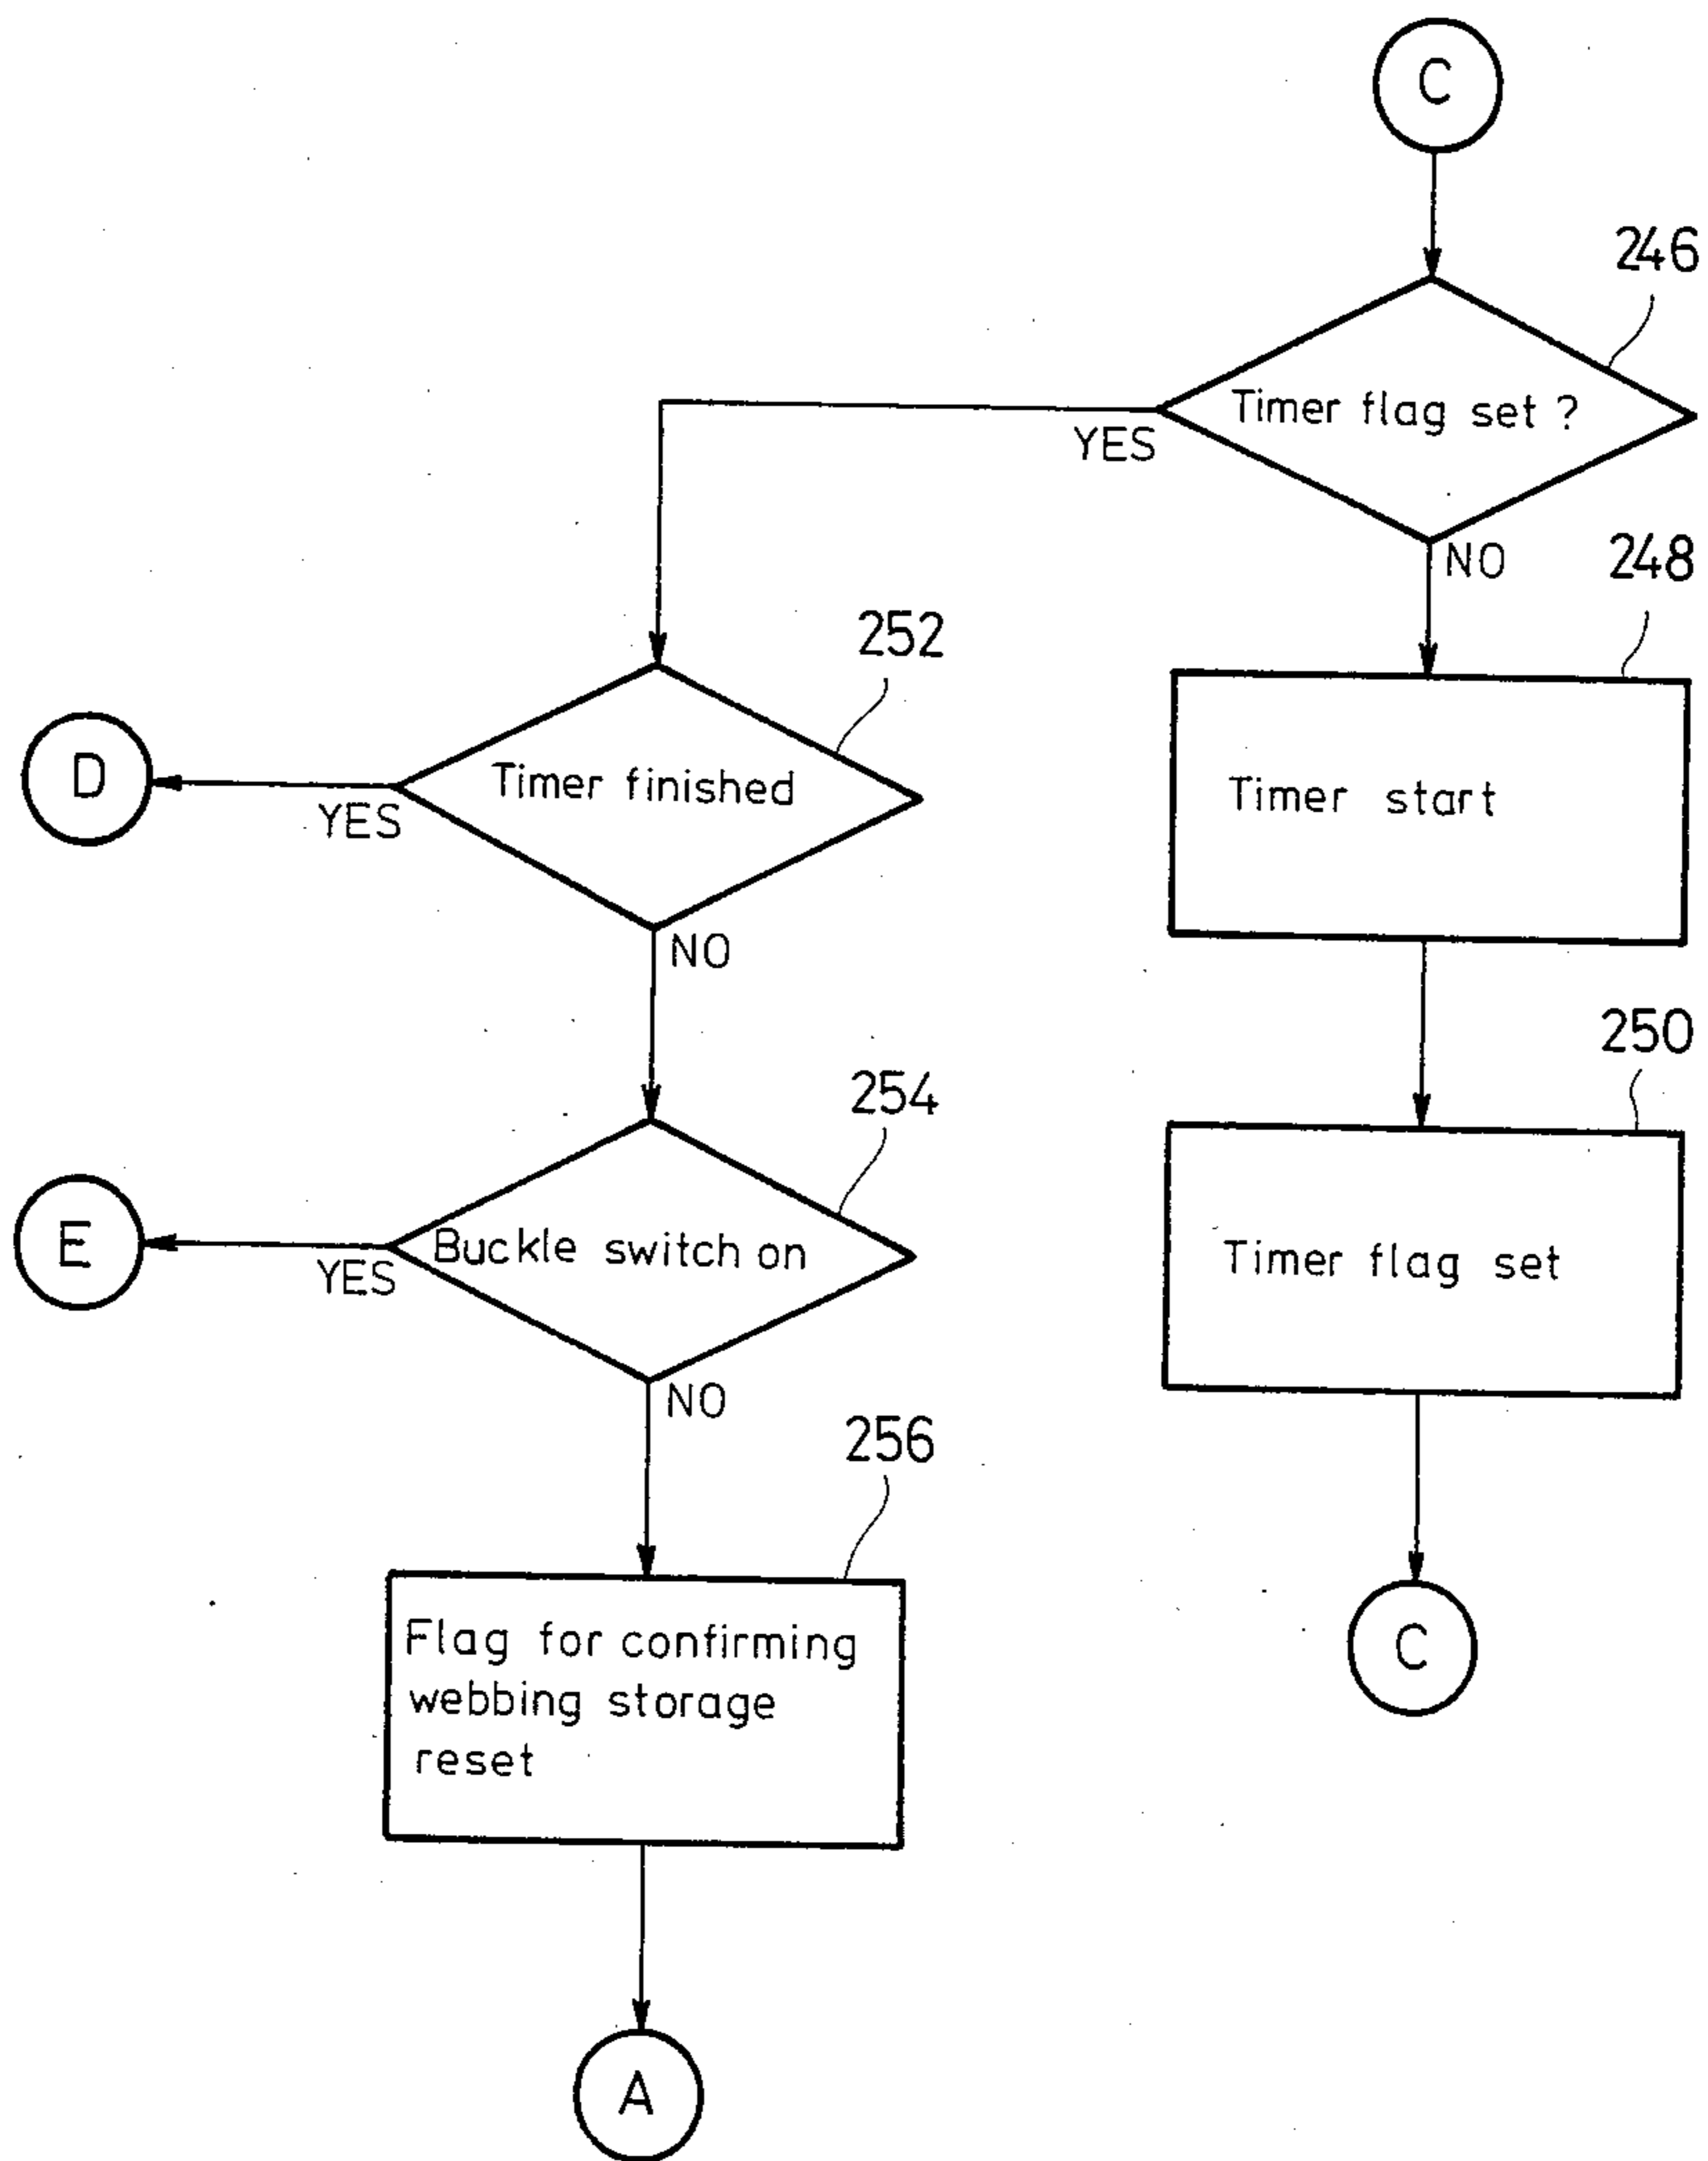 C
246
Timer flag set ?
YES
NO
248
252
Timer start
D
Timer finished
YES
NO
250
254
Timer flag set
E
Buckle switch on
YES
NO
256
Flag for confirming
webbing storage
reset
C
A